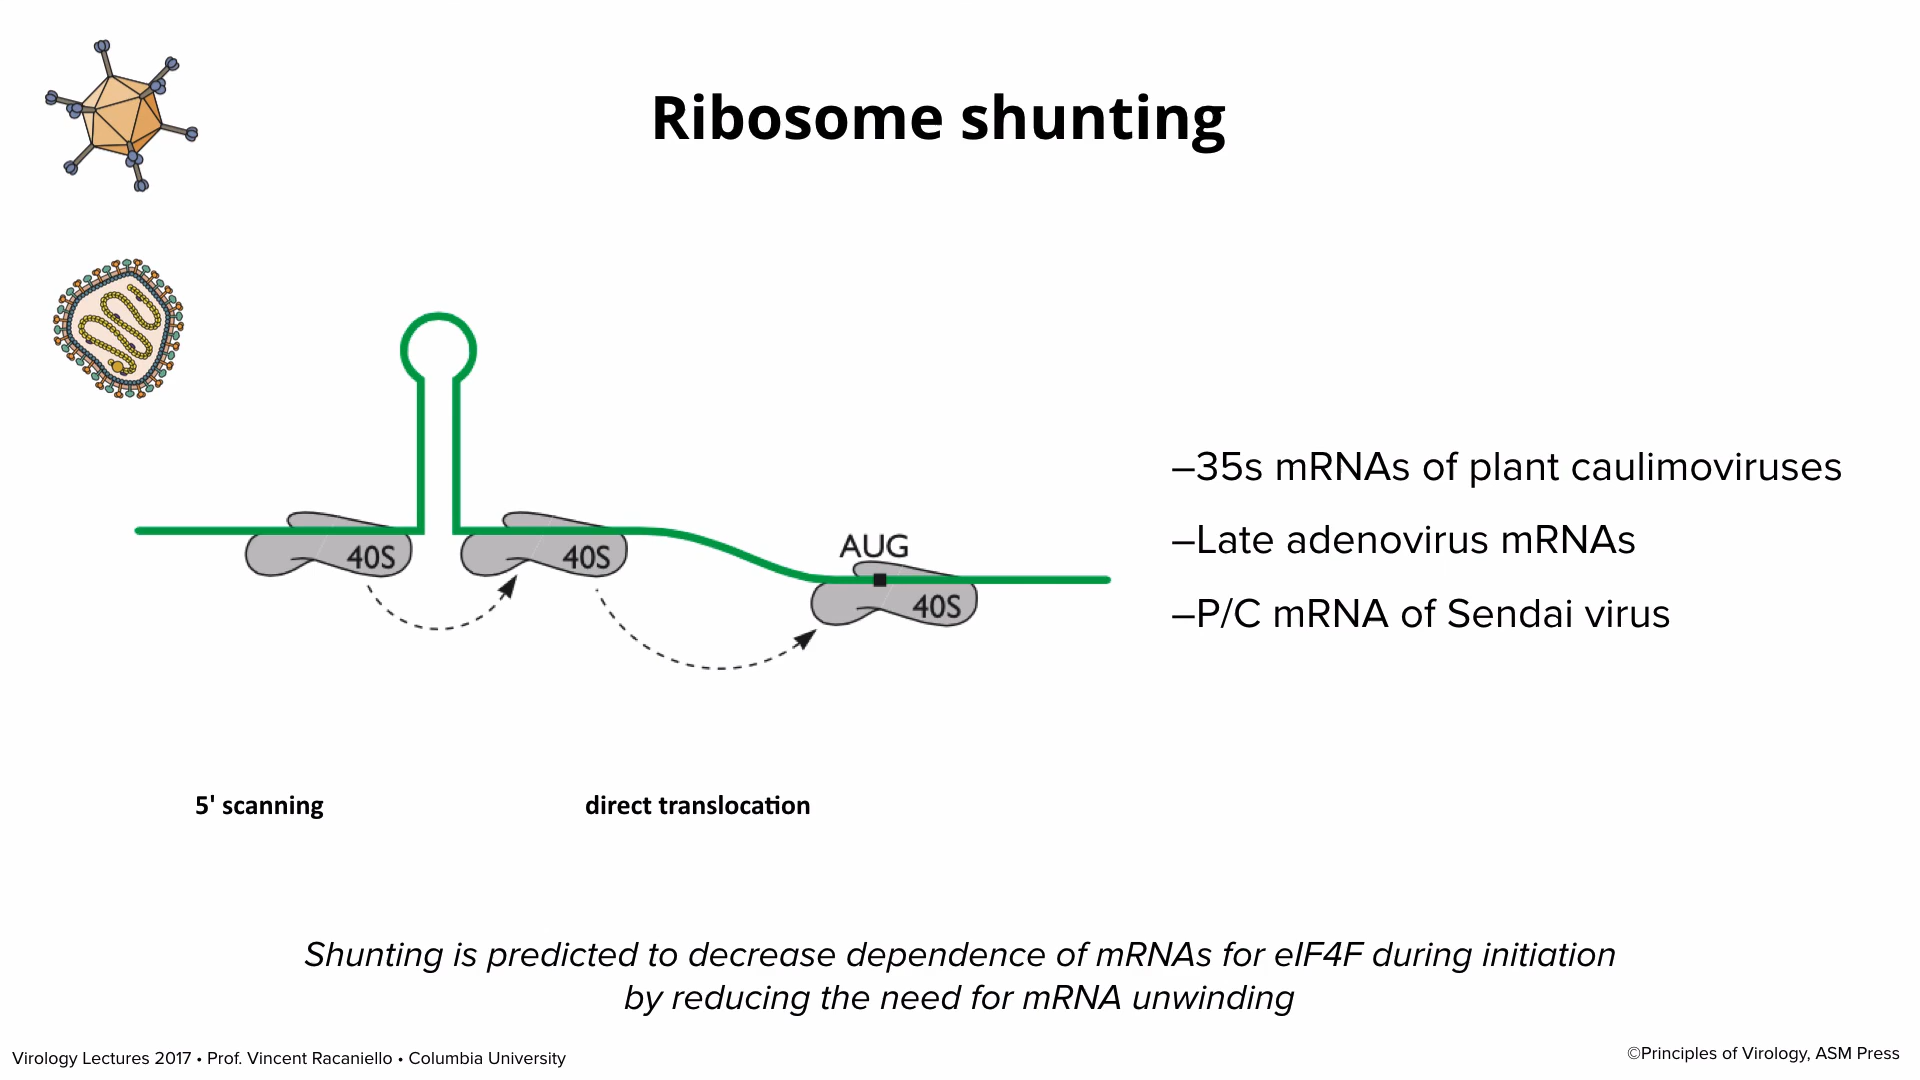 Ribosome shunting
AUG
40S
40S
40S
–35s mRNAs of plant caulimoviruses
–Late adenovirus mRNAs
–P/C mRNA of Sendai virus
5' scanning
direct translocation
Shunting is predicted to decrease dependence of mRNAs for eIF4F during initiation
by reducing the need for mRNA unwinding
Virology Lectures 2017 • Prof. Vincent Racaniello • Columbia University
©Principles of Virology, ASM Press